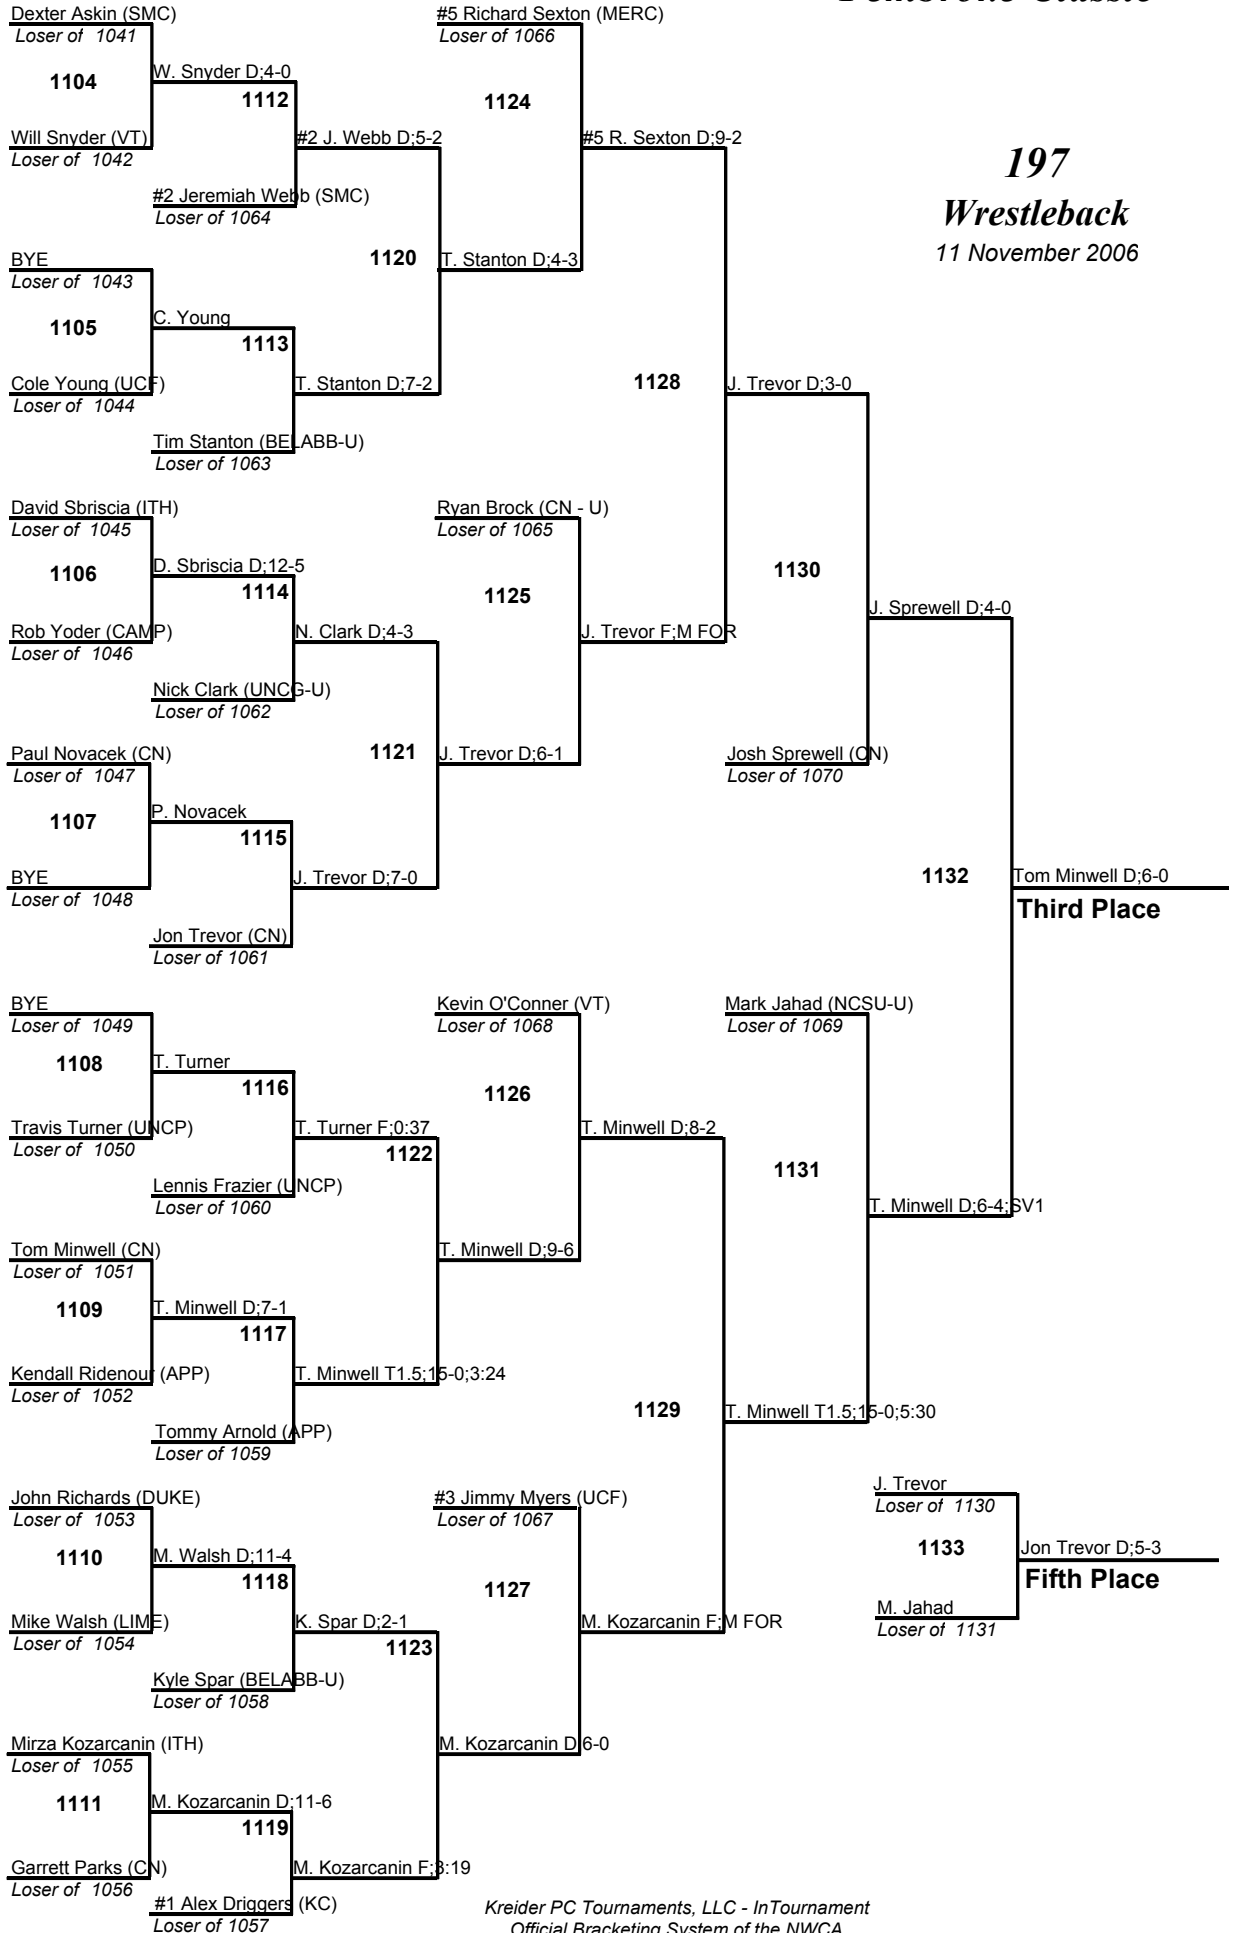 Dexter Askin (SMC)
Loser of 1041
1104
W. Snyder D;4-0
1112
Will Snyder (VT)
Loser of 1042
#2 J. Webb D;5-2
#2 Jeremiah Webb (SMC)
Loser of 1064
1120
BYE
Loser of 1043
1105
C. Young
1113
Cole Young (UCF)
Loser of 1044
T. Stanton D;7-2
Tim Stanton (BELABB-U)
Loser of 1063
T. Stanton D;4-3
#5 Richard Sexton (MERC)
Loser of 1066
1124
#5 R. Sexton D;9-2
197
Wrestleback
11 November 2006
1128
J. Trevor D;3-0
David Sbriscia (ITH)
Loser of 1045
1106
D. Sbriscia D;12-5
1114
Rob Yoder (CAMP)
Loser of 1046
N. Clark D;4-3
Nick Clark (UNCG-U)
Loser of 1062
1121
Paul Novacek (CN)
Loser of 1047
1107
P. Novacek
1115
BYE
Loser of 1048
J. Trevor D;7-0
Jon Trevor (CN)
Loser of 1061
J. Trevor D;6-1
Ryan Brock (CN - U)
Loser of 1065
1125
J. Trevor F;M FOR
1130
J. Sprewell D;4-0
Josh Sprewell (CN)
Loser of 1070
1132
Tom Minwell D;6-0
Third Place
BYE
Loser of 1049
1108
T. Turner
1116
Travis Turner (UNCP)
Loser of 1050
T. Turner F;0:37
1122
Lennis Frazier (UNCP)
Loser of 1060
Tom Minwell (CN)
Loser of 1051
1109
T. Minwell D;7-1
1117
Kendall Ridenour (APP)
Loser of 1052
T. Minwell T1.5;15-0;3:24
Tommy Arnold (APP)
Loser of 1059
T. Minwell D;9-6
Kevin O'Conner (VT)
Loser of 1068
1126
T. Minwell D;8-2
Mark Jahad (NCSU-U)
Loser of 1069
1131
T. Minwell D;6-4;SV1
1129
T. Minwell T1.5;15-0;5:30
John Richards (DUKE)
Loser of 1053
1110
M. Walsh D;11-4
1118
Mike Walsh (LIME)
Loser of 1054
K. Spar D;2-1
1123
Kyle Spar (BELABB-U)
Loser of 1058
Mirza Kozarcanin (ITH)
Loser of 1055
1111
M. Kozarcanin D;11-6
1119
Garrett Parks (CN)
Loser of 1056
M. Kozarcanin F;3:19
#1 Alex Driggers (KC)
Loser of 1057
M. Kozarcanin D;6-0
#3 Jimmy Myers (UCF)
Loser of 1067
1127
M. Kozarcanin F;M FOR
J. Trevor
Loser of 1130
1133
Jon Trevor D;5-3
Fifth Place
M. Jahad
Loser of 1131
Kreider PC Tournaments, LLC - InTournament
Official Bracketing System of the NWCA